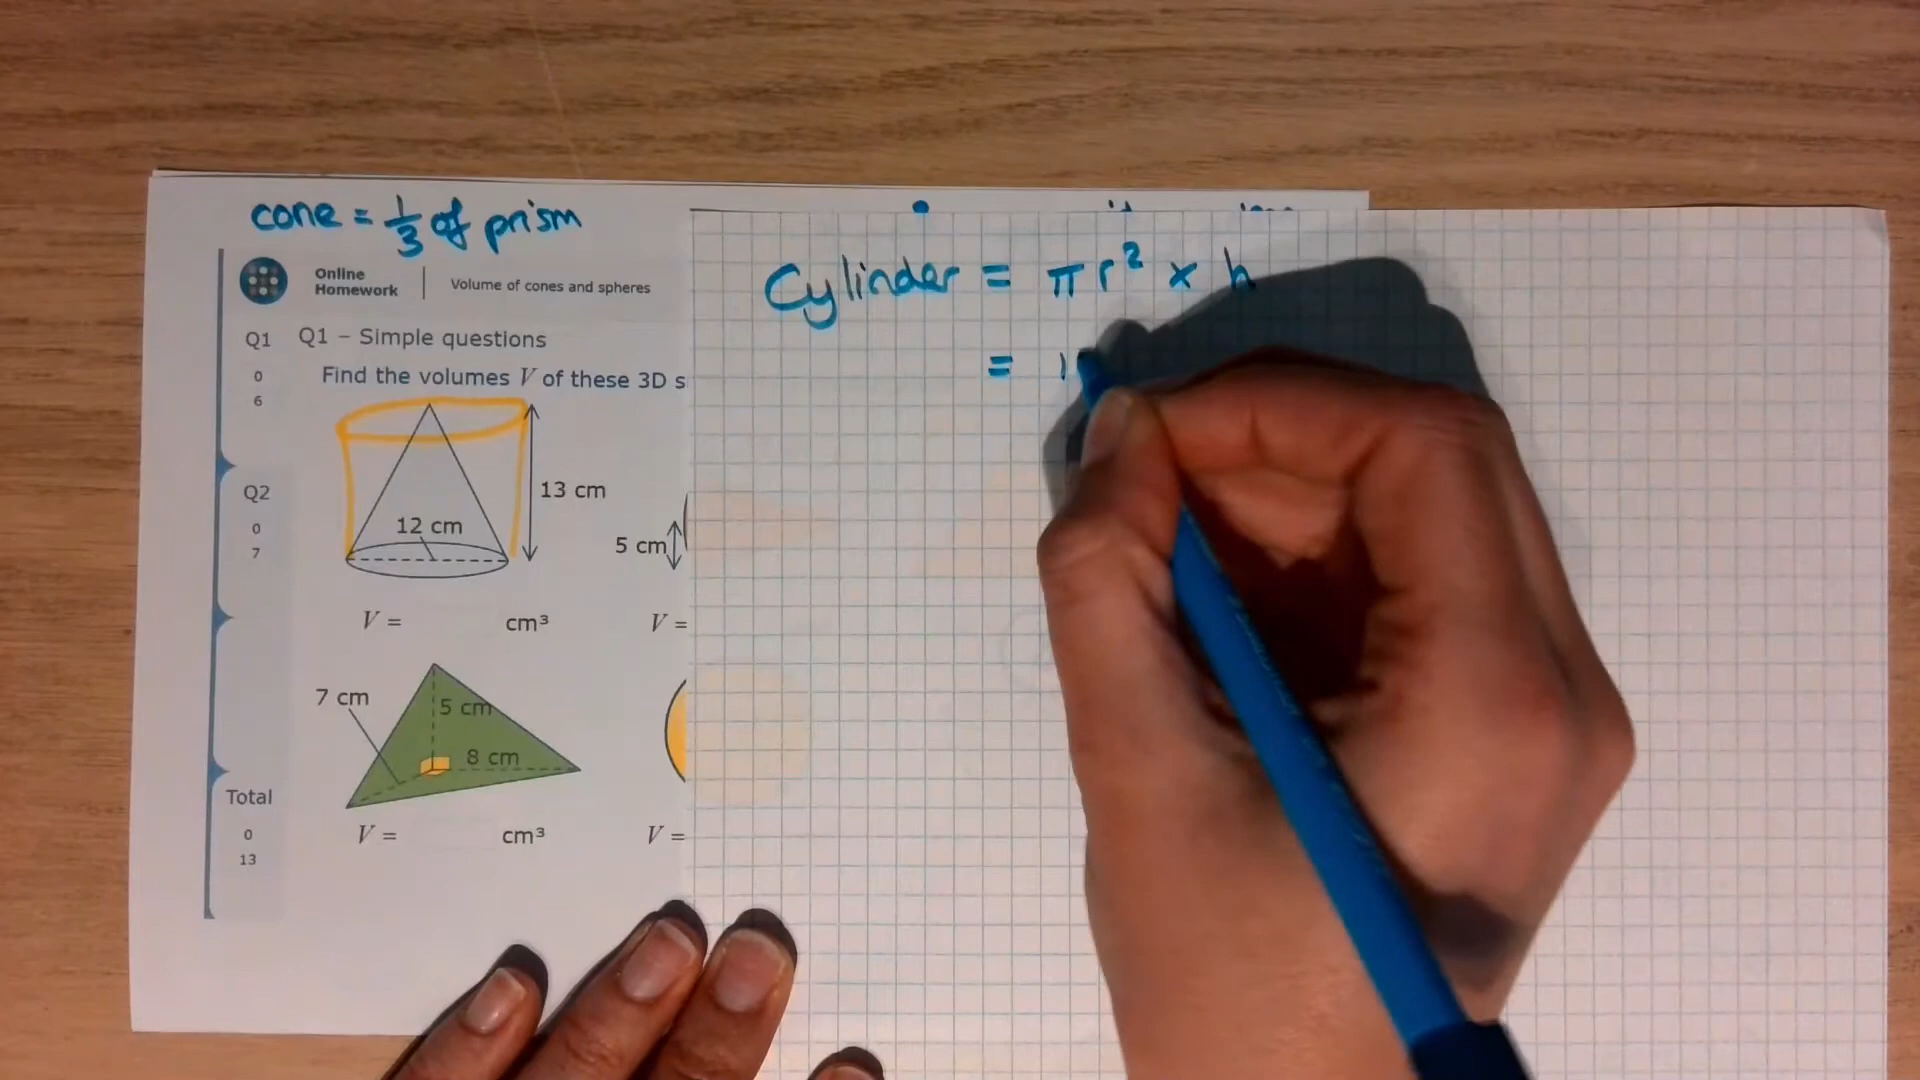 cone = 1/3 of prism
Online
Homework
Volume of cones and spheres
Cylinder = πr² × h
=
Q1
0
6
Q1 – Simple questions
Find the volumes V of these 3D s
13 cm
12 cm
5 cm
Q2
0
7
V = cm³
V =
7 cm
5 cm
8 cm
Total
0
13
V = cm³
V =